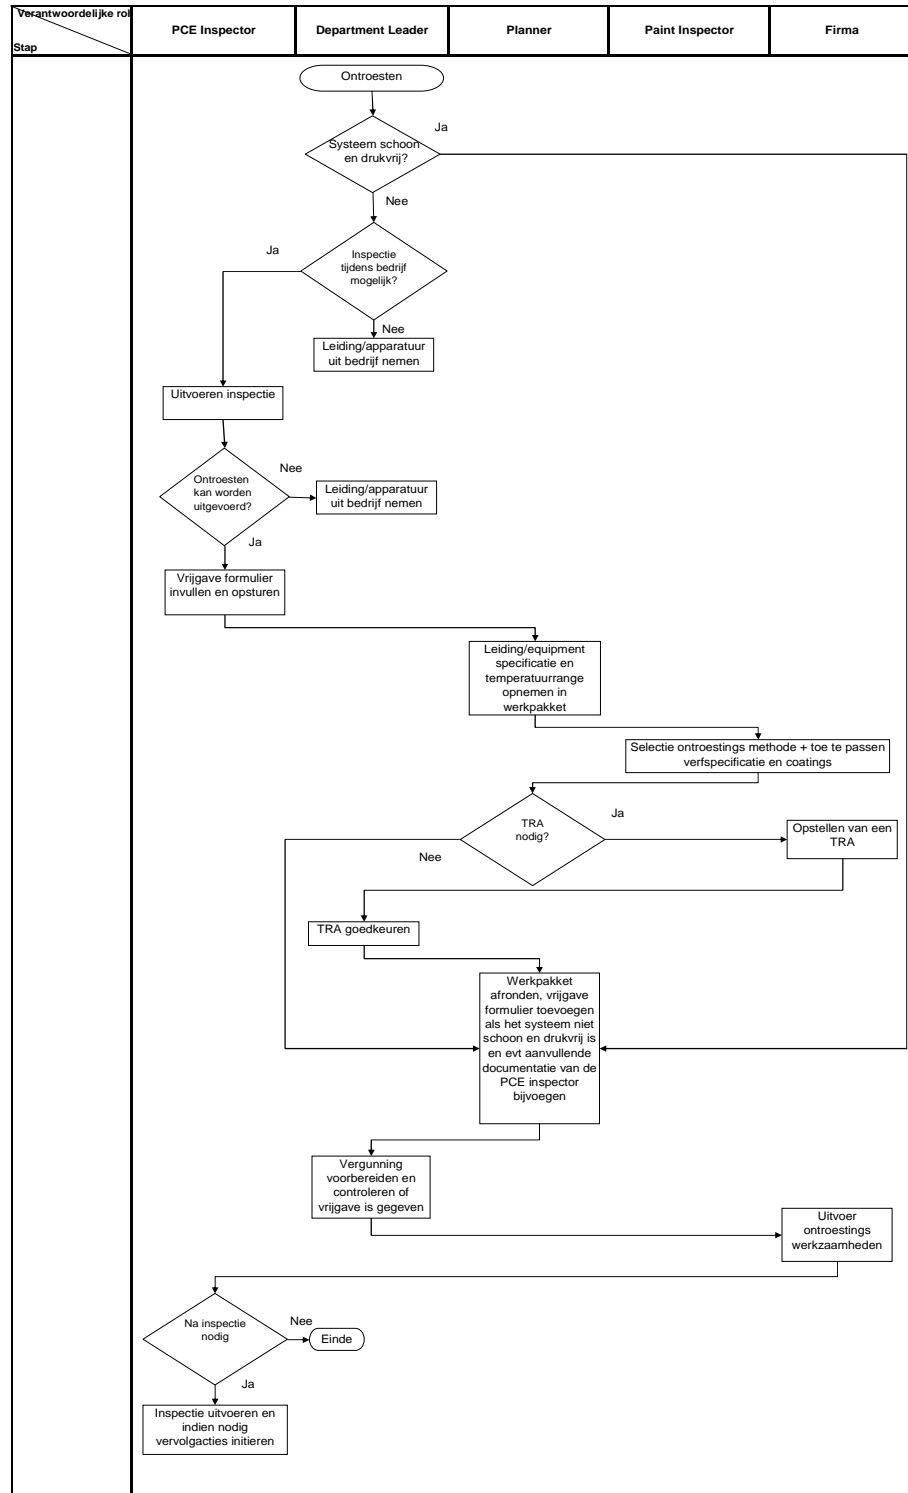 Verantwoordelijke rol
Stap
PCE Inspector
Department Leader
Planner
Paint Inspector
Firma
Ontroesten
Systeem schoon
en drukvrij?
Ja
Nee
Inspectie
tijdens bedrijf
mogelijk?
Ja
Nee
Leiding/apparatuur
uit bedrijf nemen
Uitvoeren inspectie
Ontroesten
kan worden
uitgevoerd?
Nee
Leiding/apparatuur
uit bedrijf nemen
Ja
Vrijgave formulier
invullen en opsturen
Leiding/equipment
specificatie en
temperatuurrange
opnemen in
werkpakket
Selectie ontroestings methode + toe te passen
verfspecificatie en coatings
TRA
nodig?
Ja
Nee
Opstellen van een
TRA
TRA goedkeuren
Werkpakket
afronden, vrijgave
formulier toevoegen
als het systeem niet
schoon en drukvrij is
en evt aanvullende
documentatie van de
PCE inspector
bijvoegen
Vergunning
voorbereiden en
controleren of
vrijgave is gegeven
Uitvoer
ontroestings
werkzaamheden
Na inspectie
nodig
Nee
Einde
Ja
Inspectie uitvoeren en
indien nodig
vervolgacties initieren